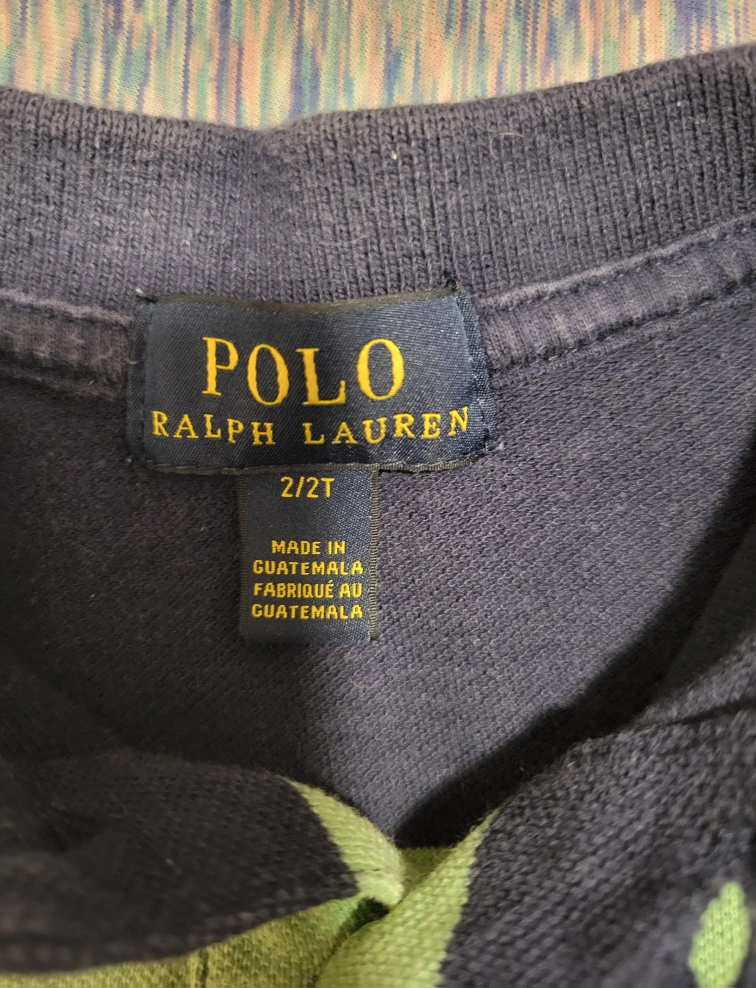 POLO
RALPH LAUREN
2/2T
MADE IN
GUATEMALA
FABRIQUÉ AU
GUATEMALA